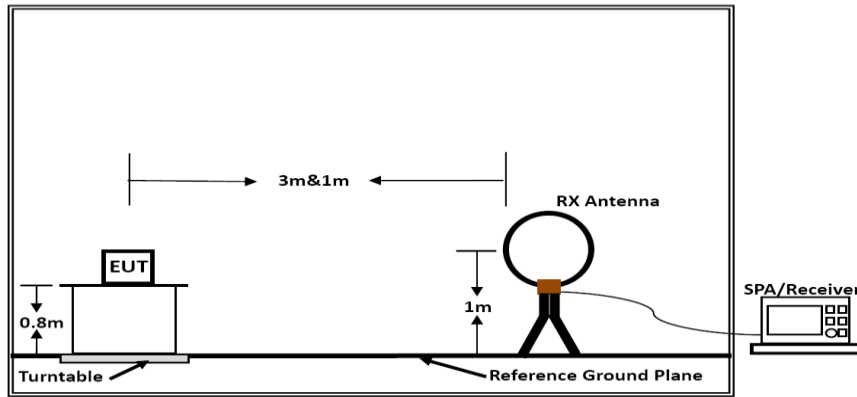 3m&1m
RX Antenna
EUT
SPA/Receiver
0.8m
1m
Turntable
Reference Ground Plane